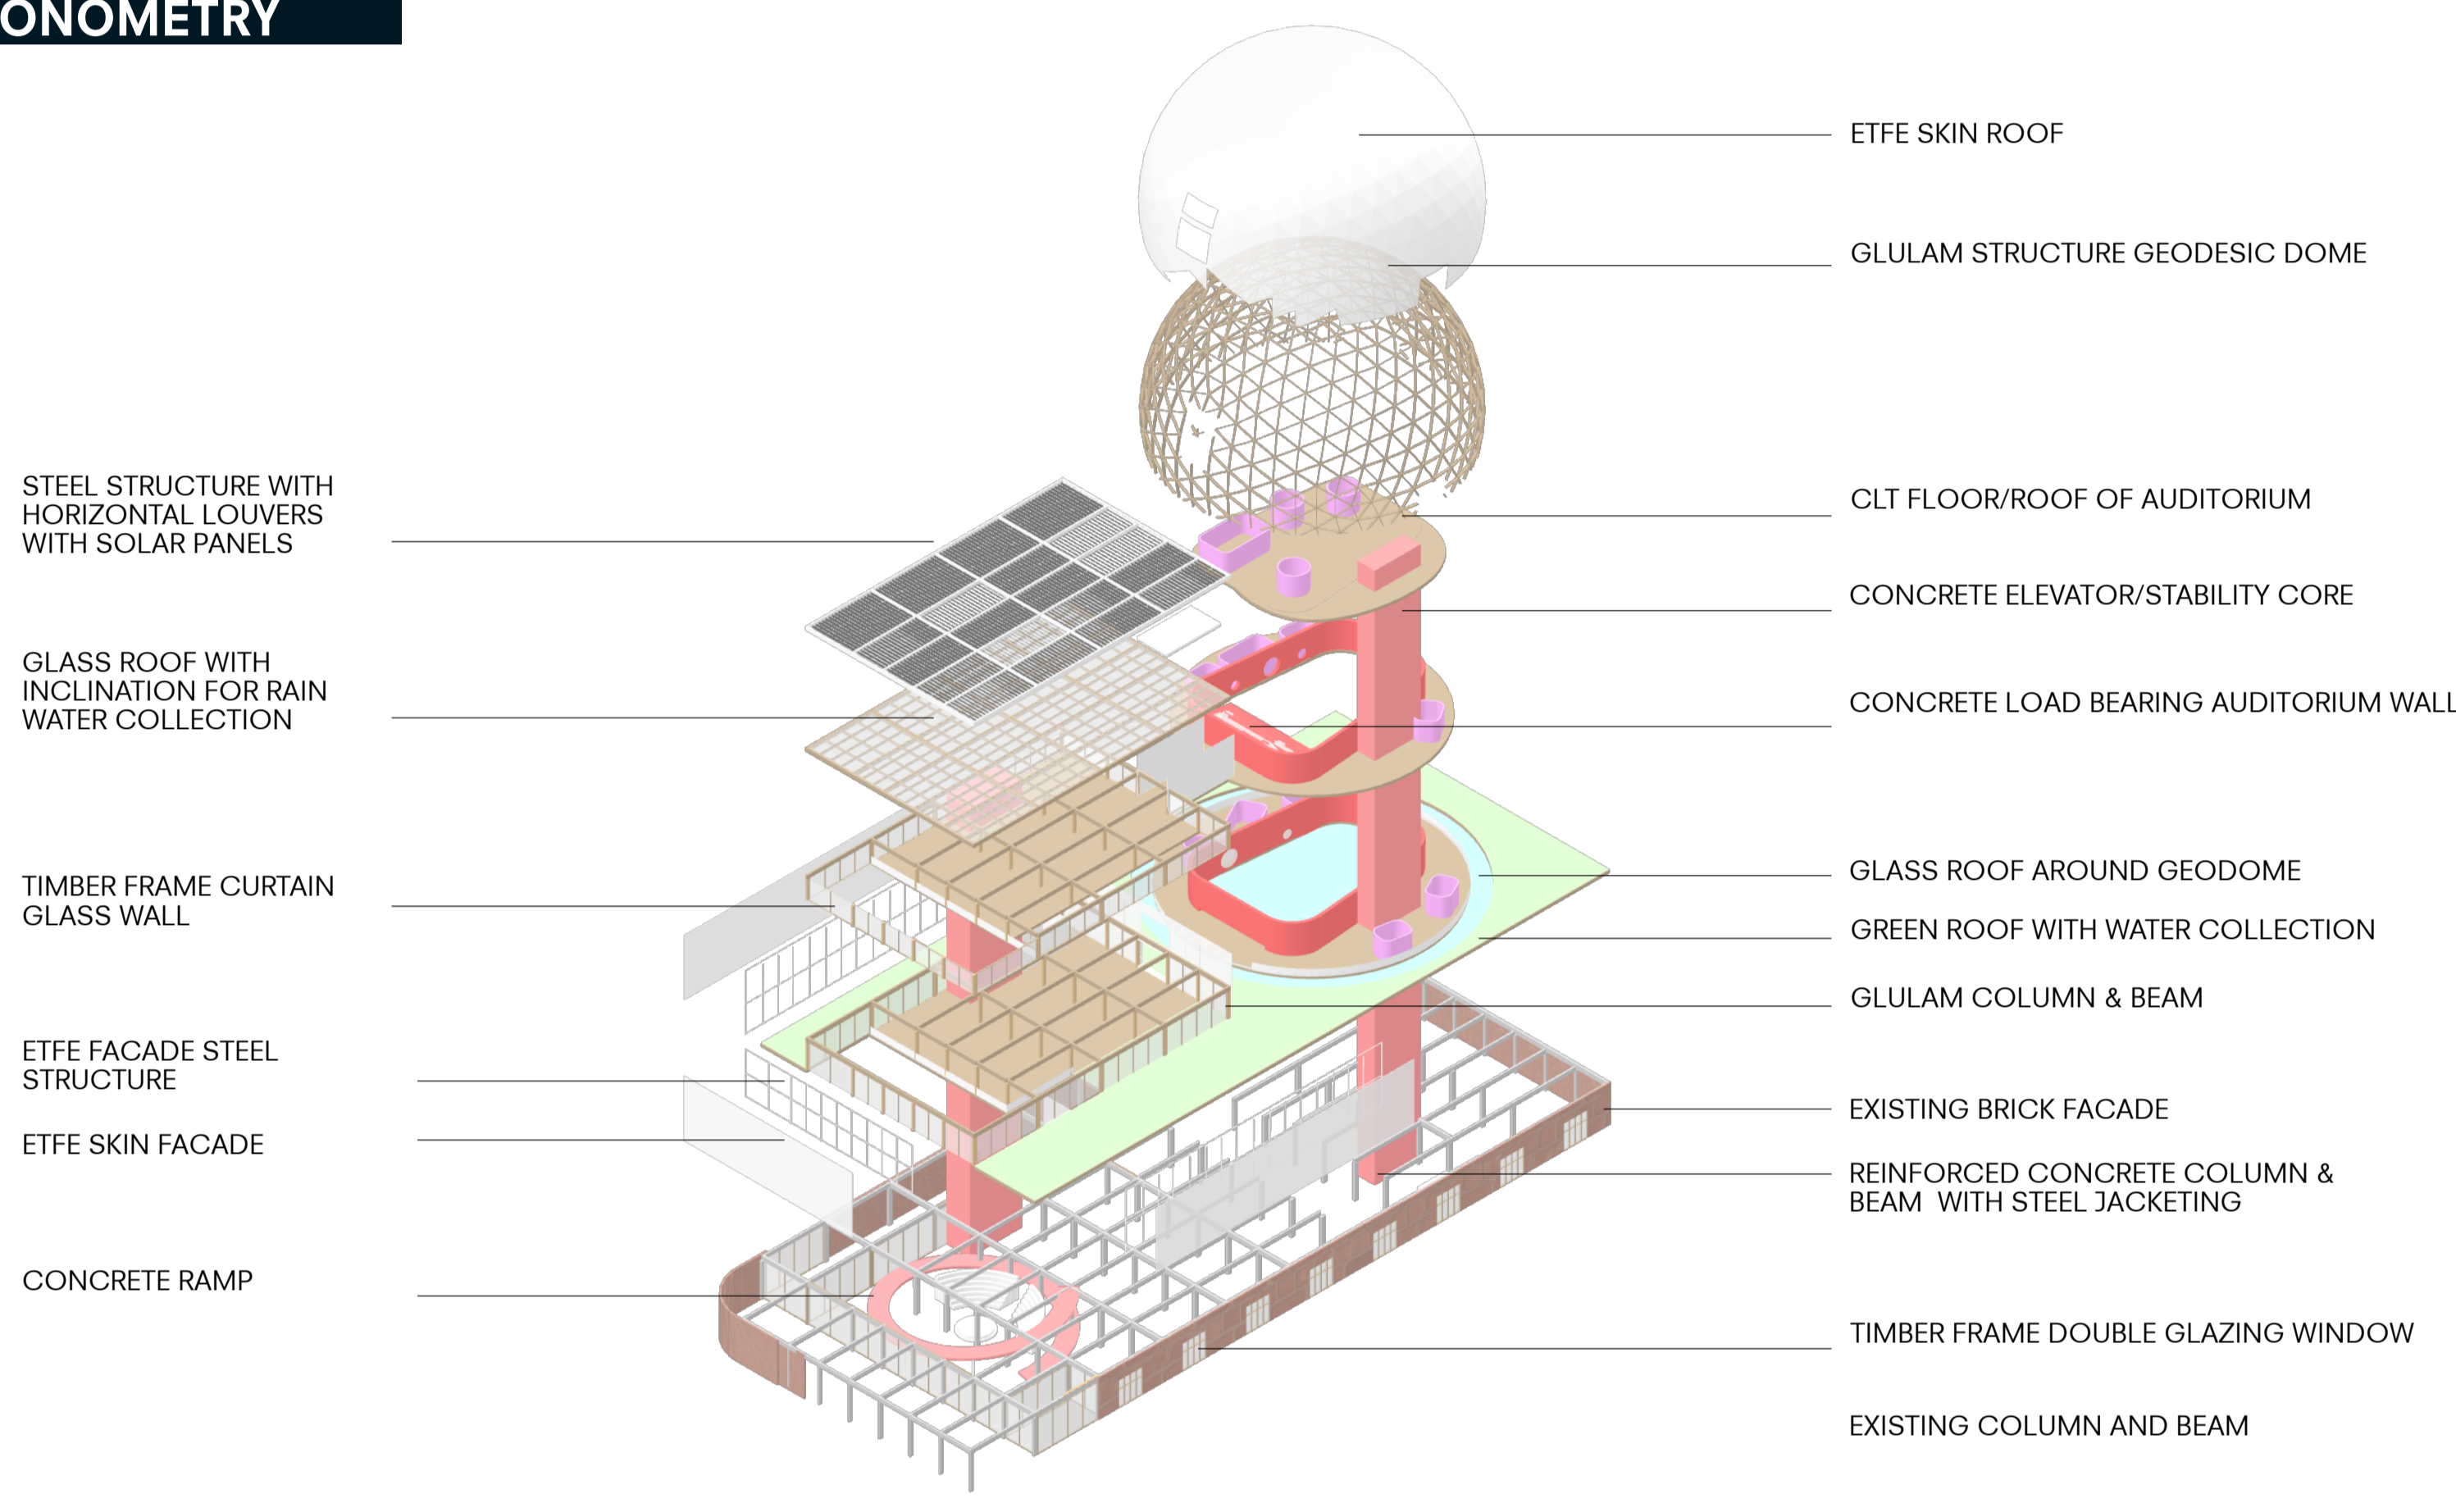 ONOMETRY
STEEL STRUCTURE WITH
HORIZONTAL LOUVERS
WITH SOLAR PANELS
GLASS ROOF WITH
INCLINATION FOR RAIN
WATER COLLECTION
TIMBER FRAME CURTAIN
GLASS WALL
ETFE FACADE STEEL
STRUCTURE
ETFE SKIN FACADE
CONCRETE RAMP
ETFE SKIN ROOF
GLULAM STRUCTURE GEODESIC DOME
CLT FLOOR/ROOF OF AUDITORIUM
CONCRETE ELEVATOR/STABILITY CORE
CONCRETE LOAD BEARING AUDITORIUM WALL
GLASS ROOF AROUND GEODOME
GREEN ROOF WITH WATER COLLECTION
GLULAM COLUMN & BEAM
EXISTING BRICK FACADE
REINFORCED CONCRETE COLUMN &
BEAM  WITH STEEL JACKETING
TIMBER FRAME DOUBLE GLAZING WINDOW
EXISTING COLUMN AND BEAM